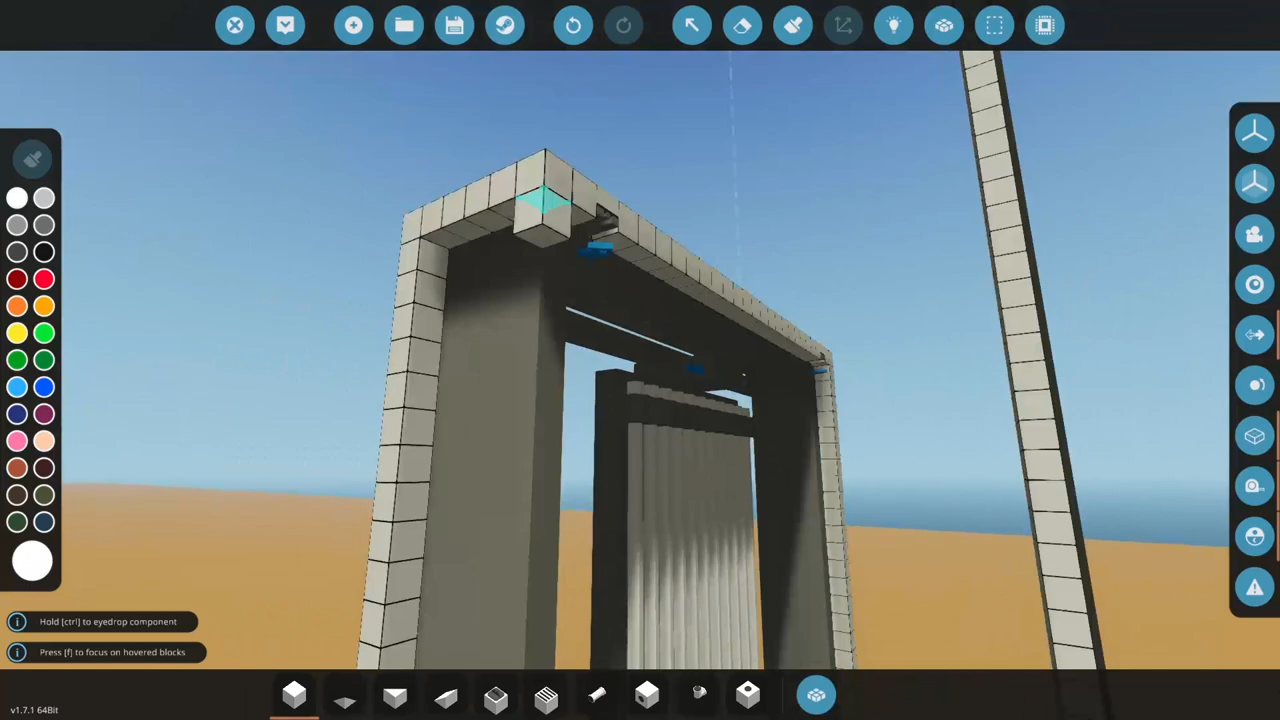 Hold [ctrl] to eyedrop component
Press [f] to focus on hovered blocks
v1.7.1 64Bit